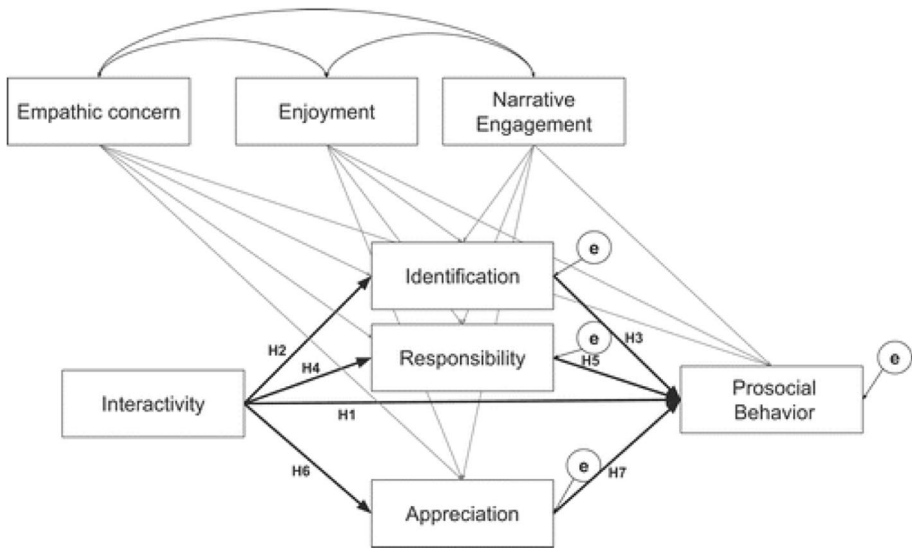 Empathic concern
Enjoyment
Narrative
Engagement
e
Identification
H3
H2
e
Responsibility
H5
H4
e
Interactivity
Prosocial
Behavior
H1
e
H6
H7
Appreciation